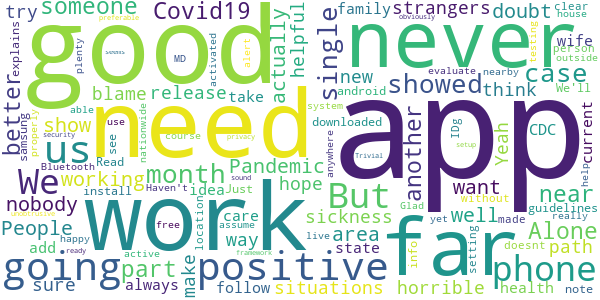 try someone Covid19 family strangers doubt clear house
preferable seems plenty MD activated alert explains
good actually helpful single never testing wife person outside
better blame release take new showed case We'll
samsung properly able show nationwide need android think evaluate nearby
us use see course privacy system downloaded another IDg CDC current
Bluetooth security Read month Pandemic anywhere Trivial app Yeah help
We working Haven't idea Just hope sound But want setup near
install nobody work free location care sickness without guidelines
People unobtrusive happy assume way area well Glad yet made really
add active going part positive live state far info setting doesnt Alone path
ready make framework phone
sure always follow situations horrible health note
obviously